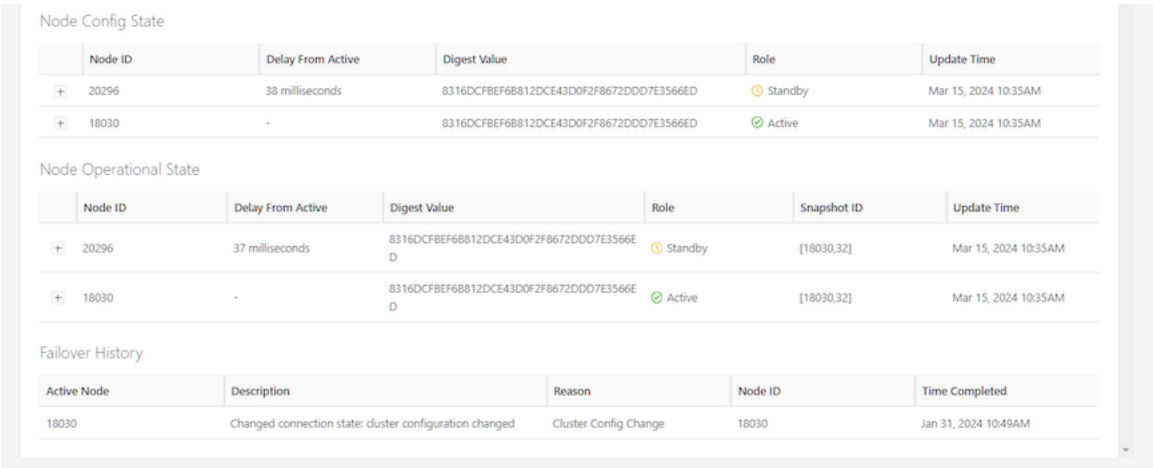 Node Config State
Node ID Delay From Active Digest Value Role Update Time
20296 38 milliseconds 8316DCFBEF6B812DCE43D0F2F8672DDD7E3566ED Standby Mar 15, 2024 10:35AM
18030 - 8316DCFBEF6B812DCE43D0F2F8672DDD7E3566ED Active Mar 15, 2024 10:35AM
Node Operational State
Node ID Delay From Active Digest Value Role Snapshot ID Update Time
20296 37 milliseconds 8316DCFBEF6B812DCE43D0F2F8672DDD7E3566E Standby [18030,32] Mar 15, 2024 10:35AM
D
18030 - 8316DCFBEF6B812DCE43D0F2F8672DDD7E3566E Active [18030,32] Mar 15, 2024 10:35AM
D
Failover History
Active Node Description Reason Node ID Time Completed
18030 Changed connection state: cluster configuration changed Cluster Config Change 18030 Jan 31, 2024 10:49AM